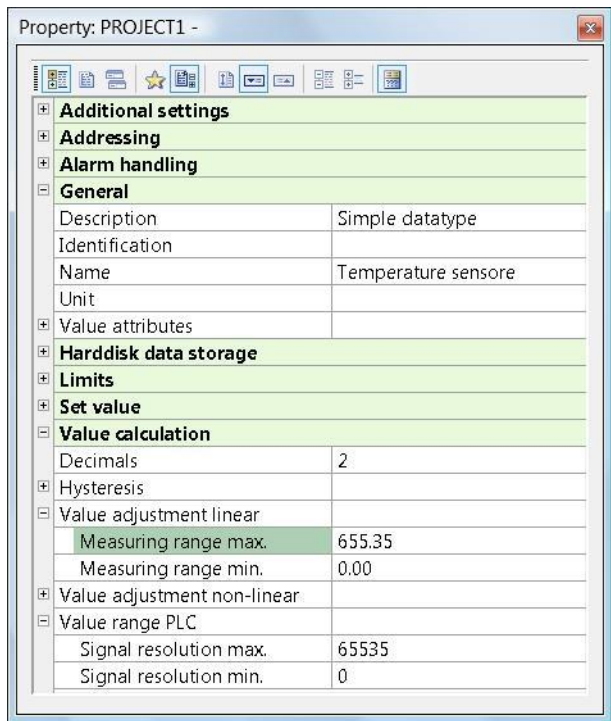 Property: PROJECT1 -
Additional settings
Addressing
Alarm handling
General
Description Simple datatype
Identification
Name Temperature sensore
Unit
Value attributes
Harddisk data storage
Limits
Set value
Value calculation
Decimals 2
Hysteresis
Value adjustment linear
Measuring range max. 655.35
Measuring range min. 0.00
Value adjustment non-linear
Value range PLC
Signal resolution max. 65535
Signal resolution min. 0